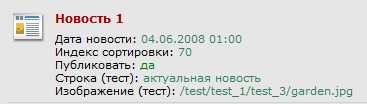 Новость 1
Дата новости: 04.06.2008 01:00
Индекс сортировки: 70
Публиковать: да
Строка (тест): актуальная новость
Изображение (тест): /test/test_1/test_3/garden.jpg